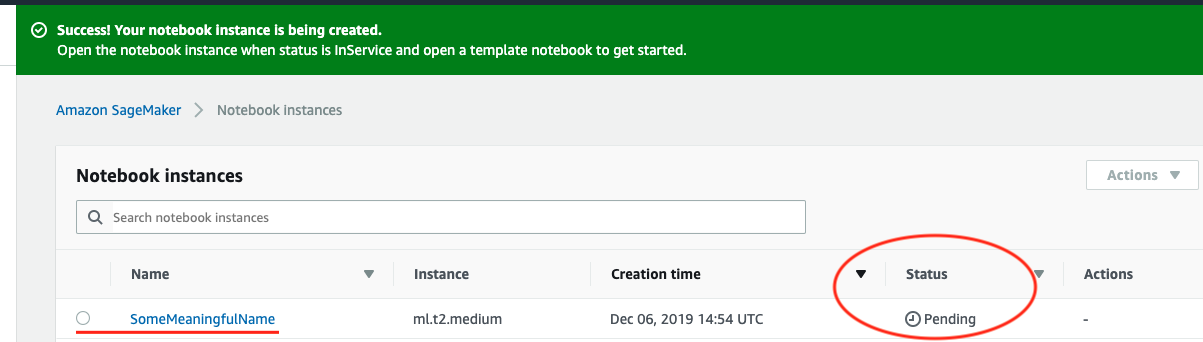 Success! Your notebook instance is being created.
Open the notebook instance when status is InService and open a template notebook to get started.
Amazon SageMaker > Notebook instances
Notebook instances
Actions
Search notebook instances
Name Instance Creation time Status Actions
SomeMeaningfulName ml.t2.medium Dec 06, 2019 14:54 UTC Pending -